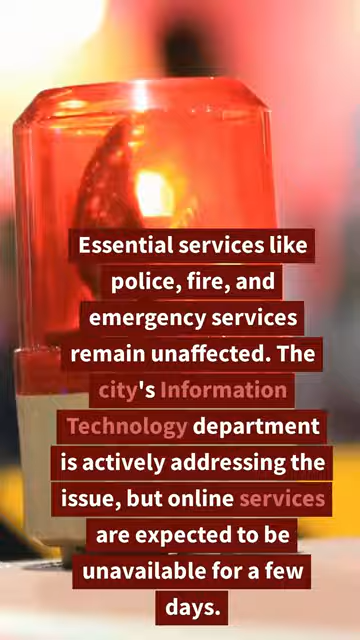 Essential services like
police, fire, and
emergency services
remain unaffected. The
city's Information
Technology department
is actively addressing the
issue, but online services
are expected to be
unavailable for a few
days.